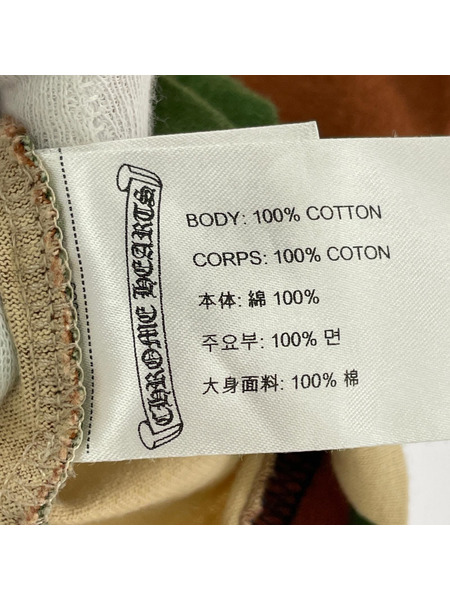 CHROME HEARTS
BODY: 100% COTTON
CORPS: 100% COTON
本体: 綿 100%
주요부: 100% 면
大身面料: 100% 棉